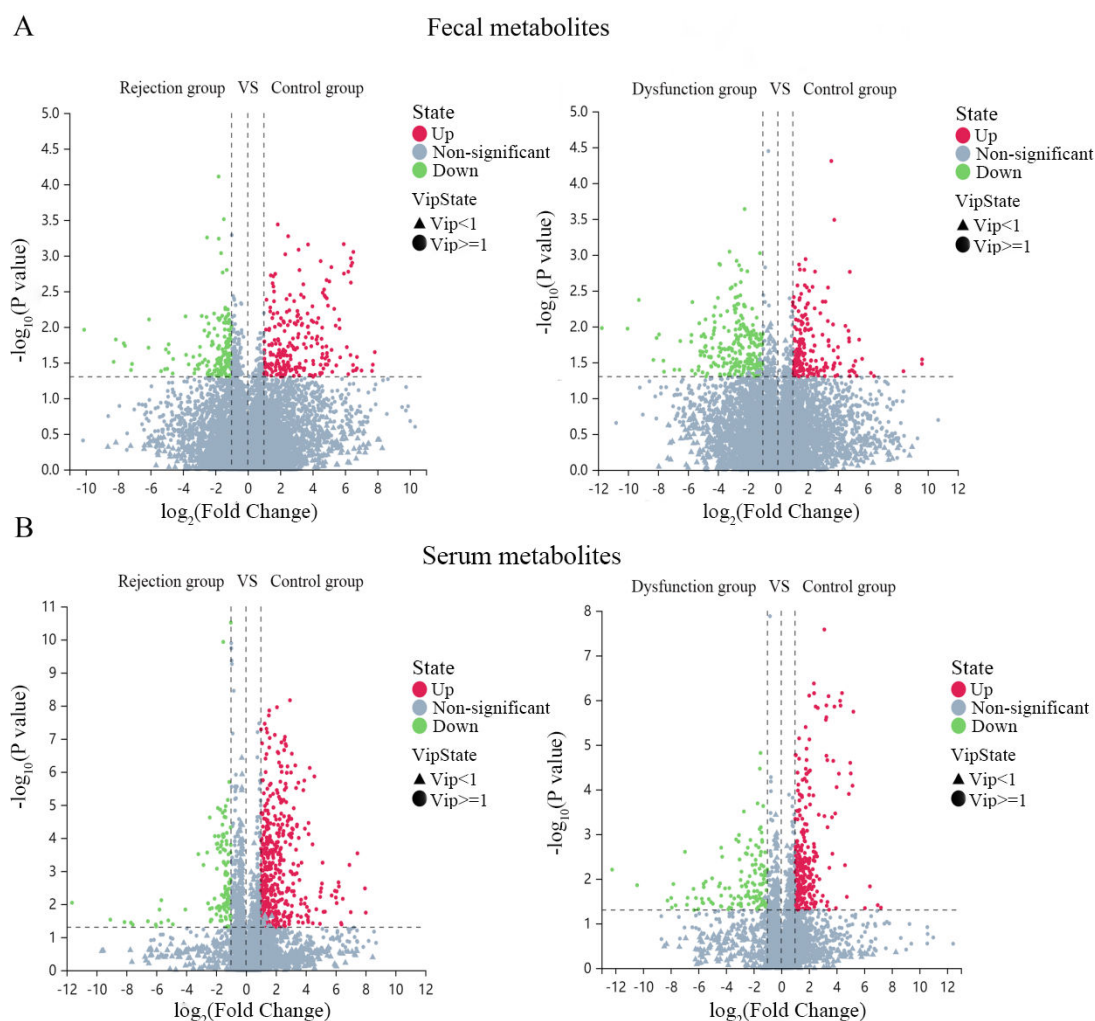 A
Fecal metabolites
Rejection group VS Control group
5.0
4.5
4.0
3.5
3.0
2.5
2.0
1.5
1.0
0.5
0.0
-log10(P value)
-10 -8 -6 -4 -2 0 2 4 6 8 10
log2(Fold Change)
State
Up
Non-significant
Down
VipState
Vip<1
Vip>=1
Dysfunction group VS Control group
5.0
4.5
4.0
3.5
3.0
2.5
2.0
1.5
1.0
0.5
0.0
-log10(P value)
-12 -10 -8 -6 -4 -2 0 2 4 6 8 10 12
log2(Fold Change)
State
Up
Non-significant
Down
VipState
Vip<1
Vip>=1
B
Serum metabolites
Rejection group VS Control group
11
10
9
8
7
6
5
4
3
2
1
0
-log10(P value)
-12 -10 -8 -6 -4 -2 0 2 4 6 8 10 12
log2(Fold Change)
State
Up
Non-significant
Down
VipState
Vip<1
Vip>=1
Dysfunction group VS Control group
8
7
6
5
4
3
2
1
0
-log10(P value)
-12 -10 -8 -6 -4 -2 0 2 4 6 8 10 12
log2(Fold Change)
State
Up
Non-significant
Down
VipState
Vip<1
Vip>=1